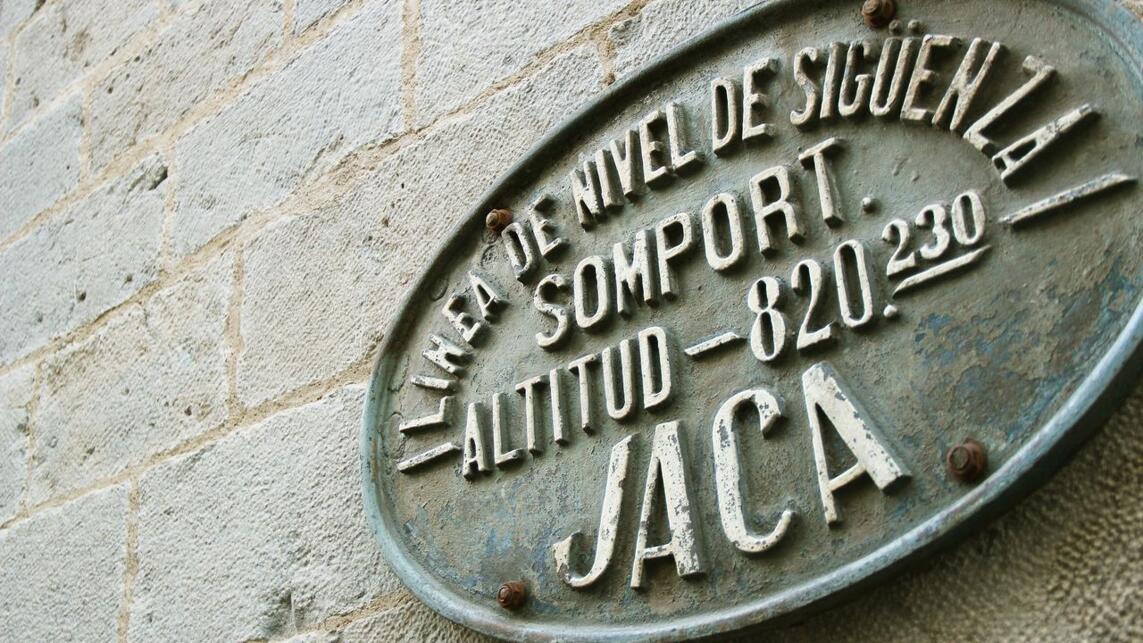 LINEA DE NIVEL DE SIGÜENZA
SOMPORT.
ALTITUD - 820.230
JACA